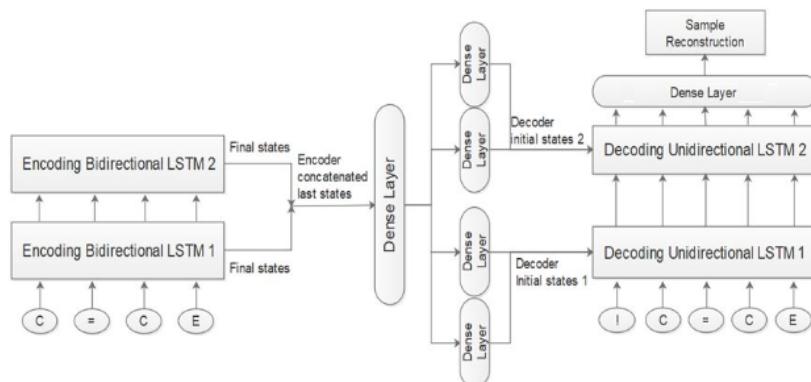 Sample
Reconstruction
Dense Layer
Dense
Layer
Dense
Layer
Decoder
initial states 2
Decoding Unidirectional LSTM 2
Final states
Encoding Bidirectional LSTM 2
Encoder
concatenated
last states
Dense Layer
Encoding Bidirectional LSTM 1
Final states
Dense
Layer
Dense
Layer
Decoder
Initial states 1
Decoding Unidirectional LSTM 1
C
=
C
E
!
C
=
C
E